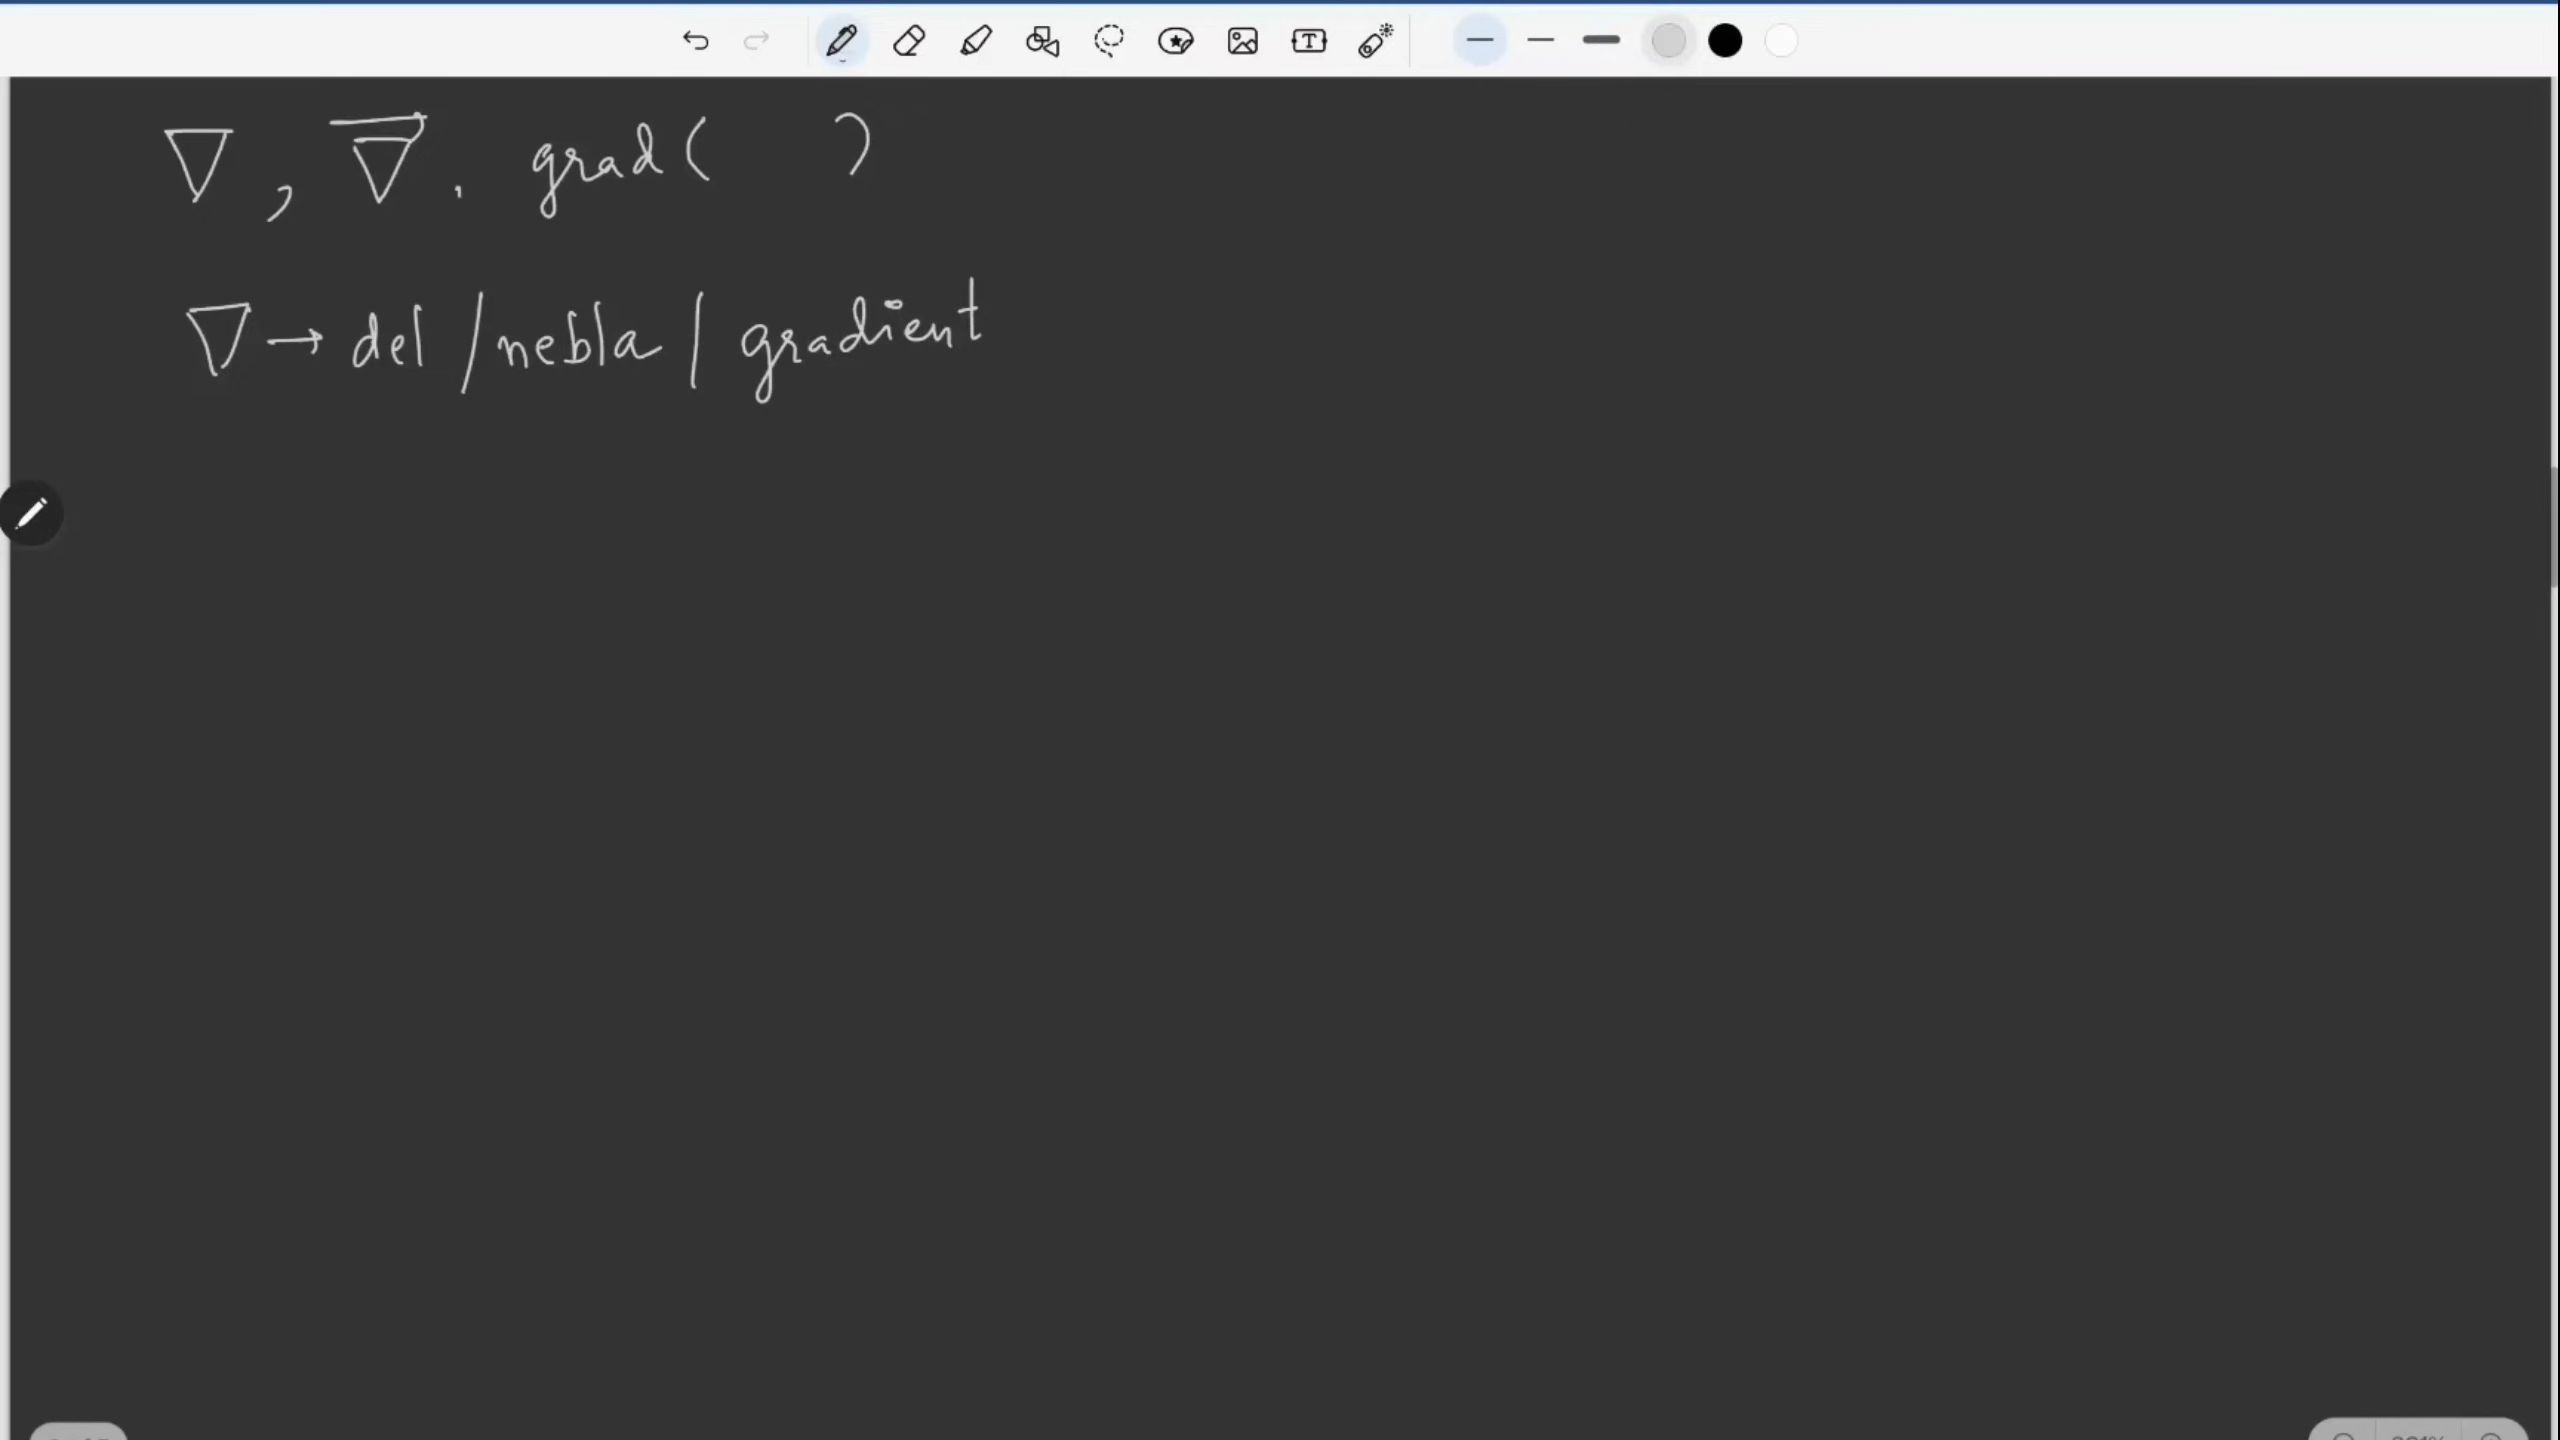 ∇, ∇⃗. grad( )
∇ → del / nebla / gradient